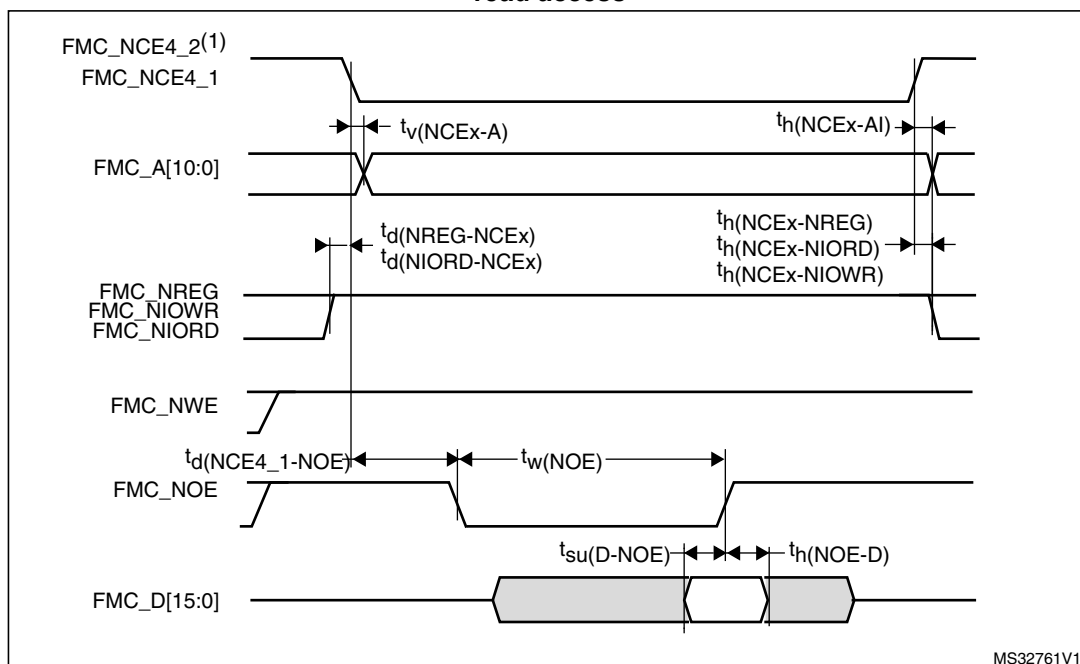 FMC_NCE4_2(1)
FMC_NCE4_1
tv(NCEx-A)
th(NCEx-AI)
FMC_A[10:0]
td(NREG-NCEx)
td(NIORD-NCEx)
th(NCEx-NREG)
th(NCEx-NIORD)
th(NCEx-NIOWR)
FMC_NREG
FMC_NIOWR
FMC_NIORD
FMC_NWE
td(NCE4_1-NOE)
tw(NOE)
FMC_NOE
tsu(D-NOE)
th(NOE-D)
FMC_D[15:0]
MS32761V1